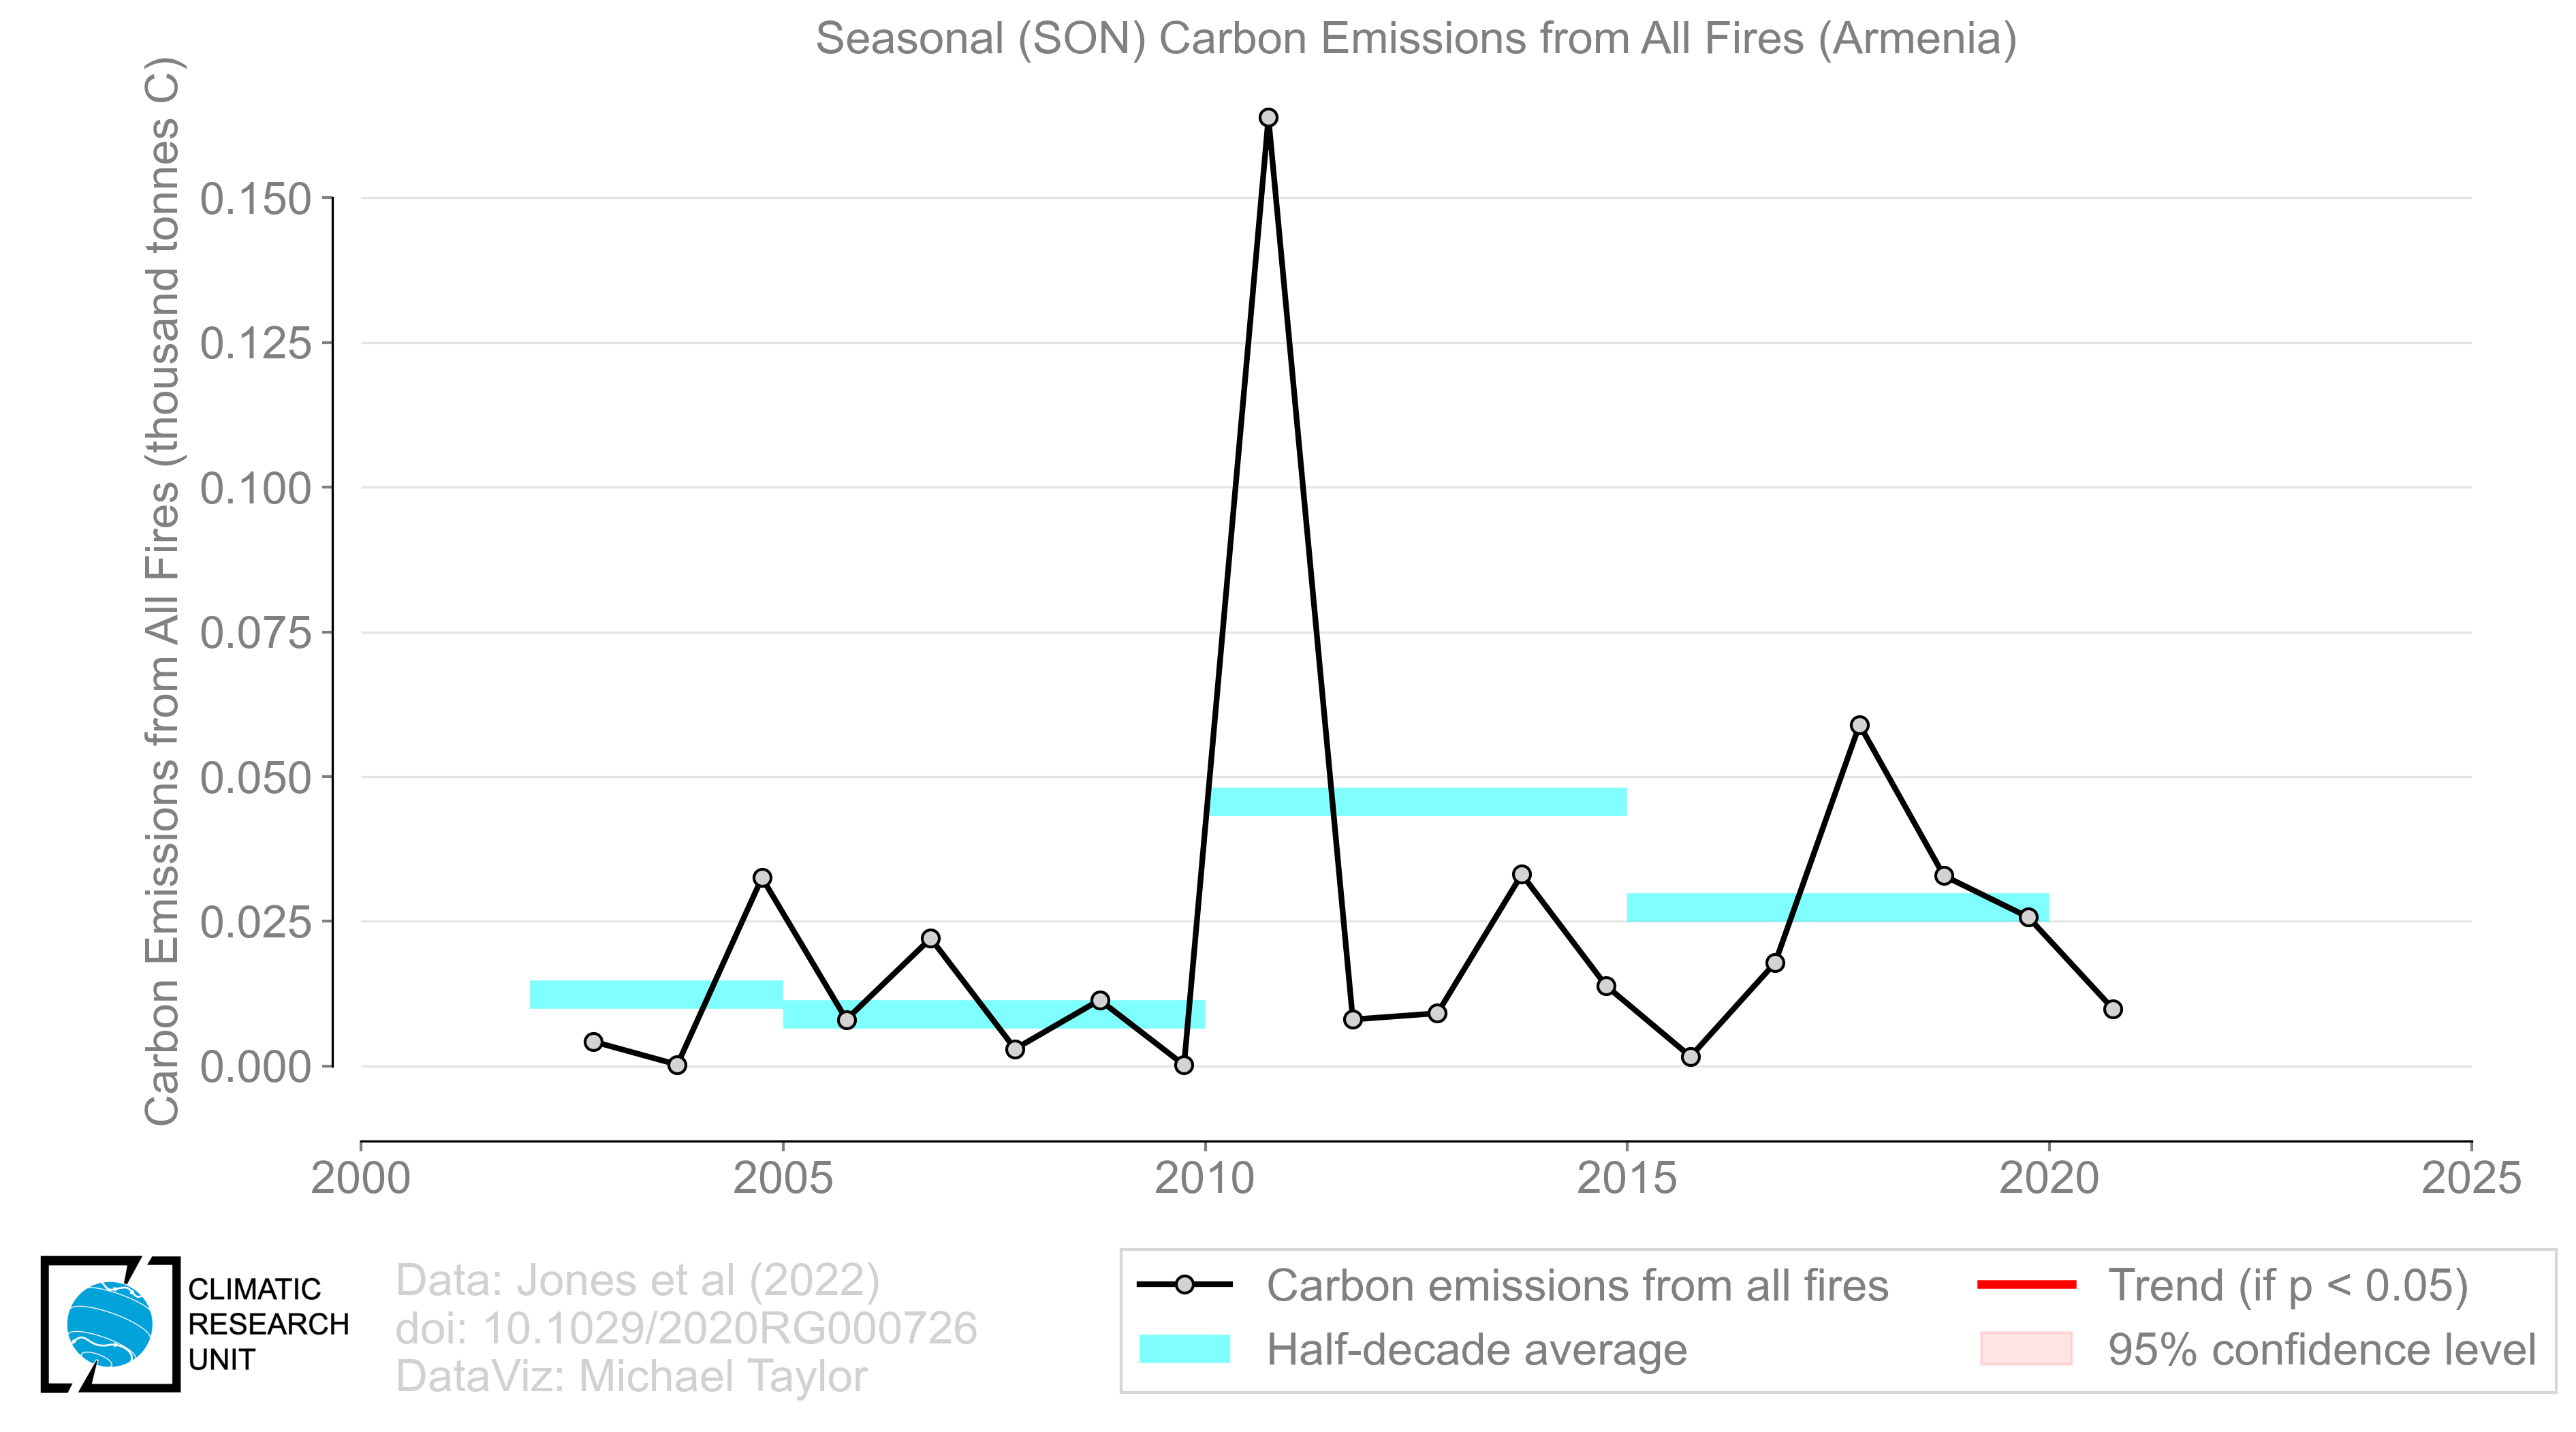 Seasonal (SON) Carbon Emissions from All Fires (Armenia)
Carbon Emissions from All Fires (thousand tonnes C)
0.150
0.125
0.100
0.075
0.050
0.025
0.000
2000 2005 2010 2015 2020 2025
CLIMATIC
RESEARCH
UNIT
Data: Jones et al (2022)
doi: 10.1029/2020RG000726
DataViz: Michael Taylor
Carbon emissions from all fires
Half-decade average
Trend (if p < 0.05)
95% confidence level